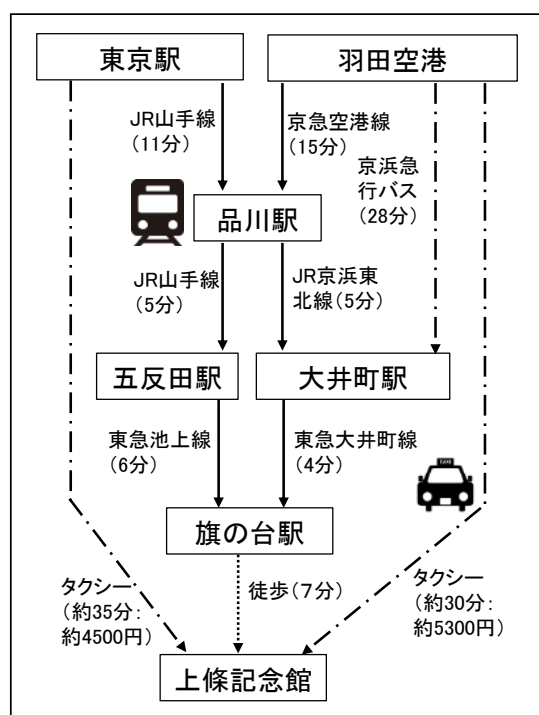 東京駅
羽田空港
JR山手線
（11分）
京急空港線
（15分）
京浜急
行バス
（28分）
品川駅
JR山手線
（5分）
JR京浜東
北線（5分）
五反田駅
大井町駅
東急池上線
（6分）
東急大井町線
（4分）
TAXI
旗の台駅
タクシー
（約35分：
約4500円）
徒歩（７分）
タクシー
（約30分：
約5300円）
上條記念館